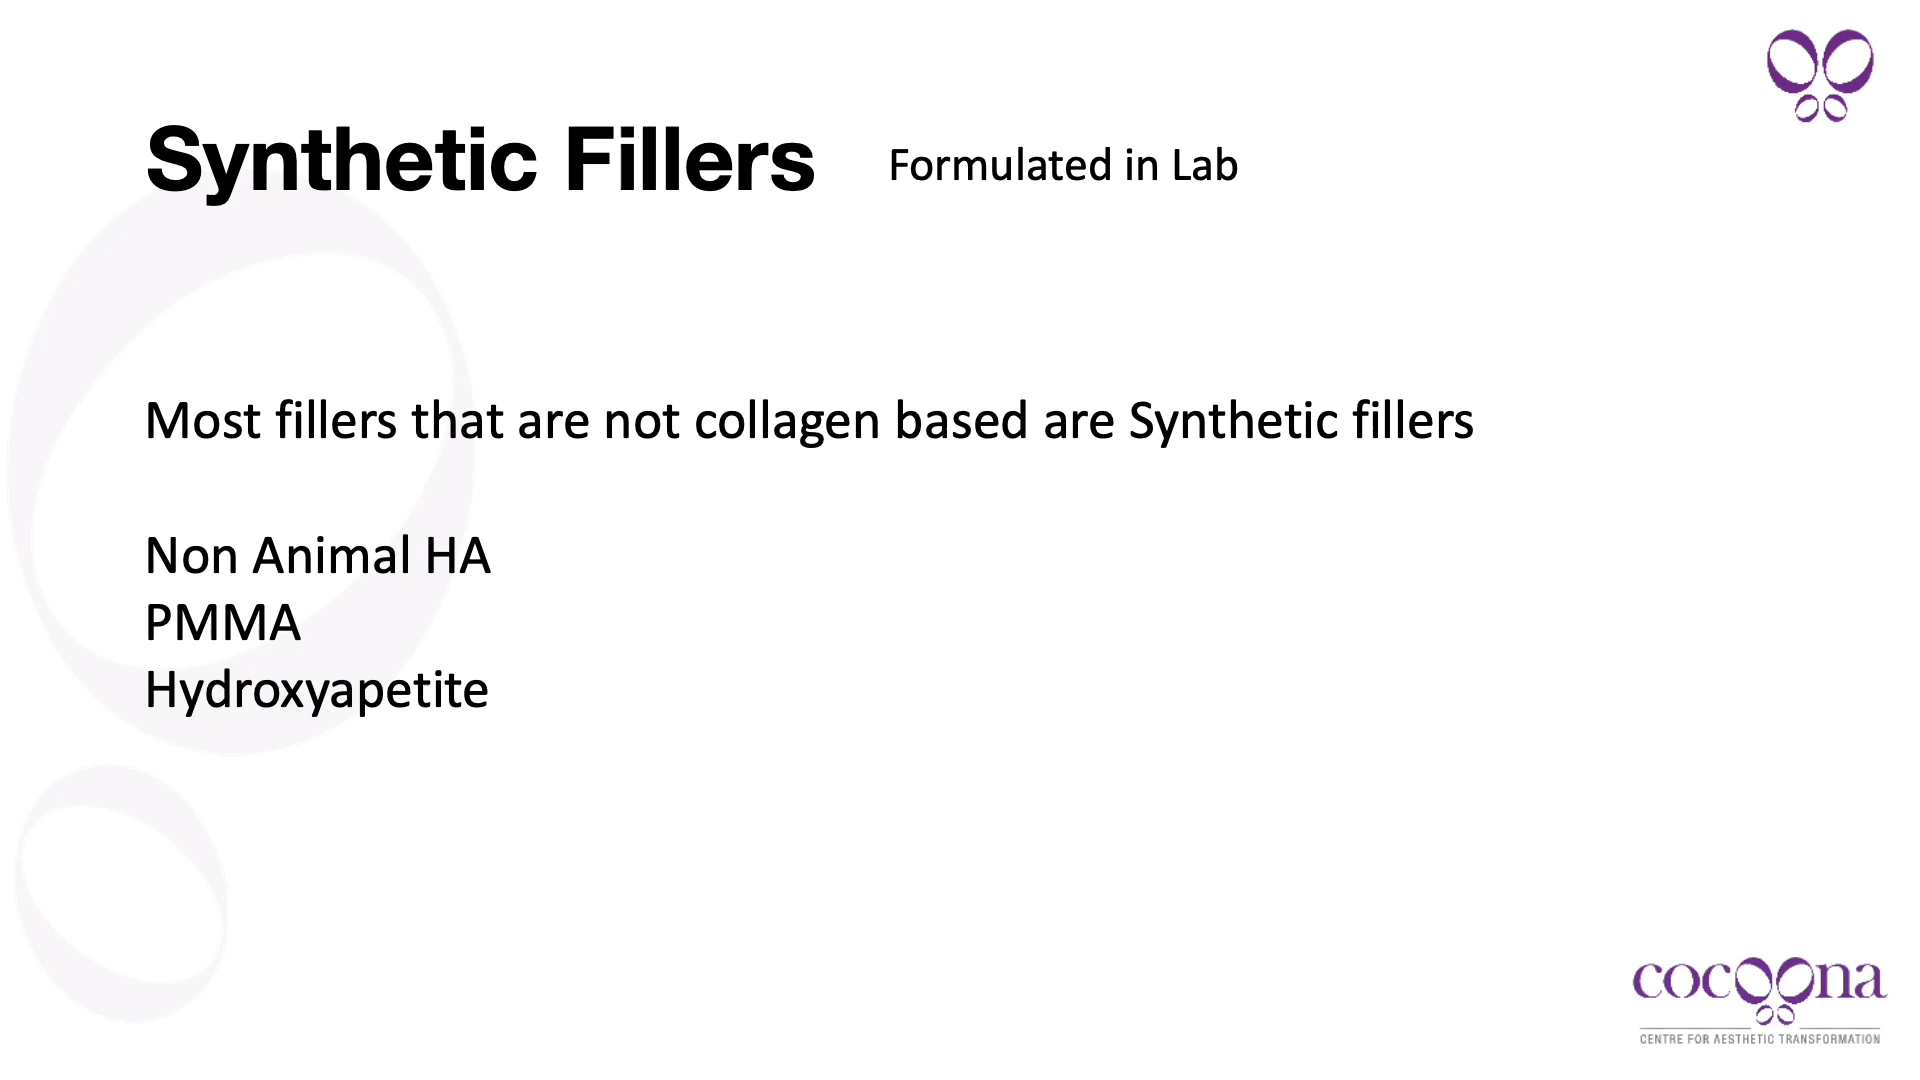 Synthetic Fillers Formulated in Lab
Most fillers that are not collagen based are Synthetic fillers
Non Animal HA
PMMA
Hydroxyapetite
cocoona
CENTRE FOR AESTHETIC TRANSFORMATION